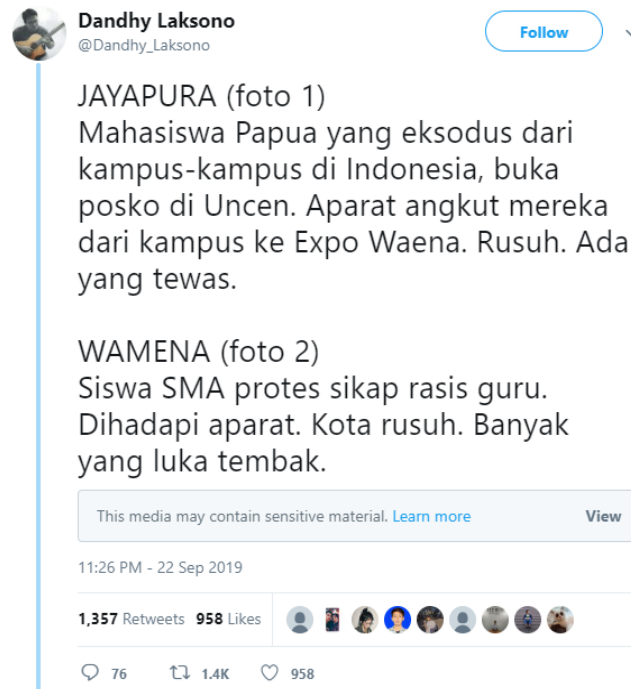 Dandhy Laksono
@Dandhy_Laksono
Follow
JAYAPURA (foto 1)
Mahasiswa Papua yang eksodus dari
kampus-kampus di Indonesia, buka
posko di Uncen. Aparat angkut mereka
dari kampus ke Expo Waena. Rusuh. Ada
yang tewas.
WAMENA (foto 2)
Siswa SMA protes sikap rasis guru.
Dihadapi aparat. Kota rusuh. Banyak
yang luka tembak.
This media may contain sensitive material. Learn more View
11:26 PM - 22 Sep 2019
1,357 Retweets 958 Likes
76 1.4K 958